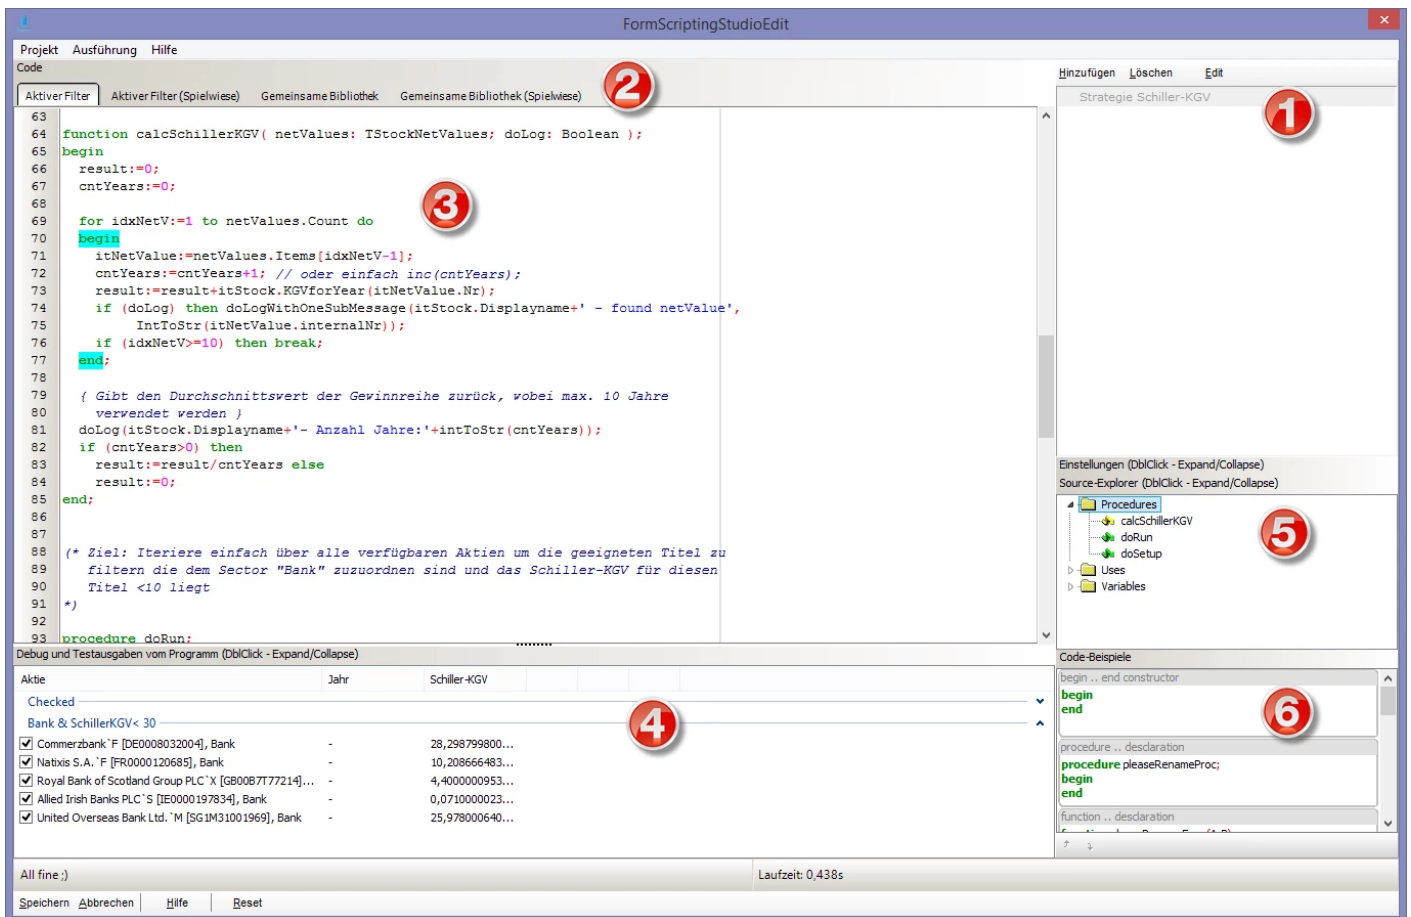 FormScriptingStudioEdit
Projekt Ausführung Hilfe
Code
Aktiver Filter Aktiver Filter (Spielwiese) Gemeinsame Bibliothek Gemeinsame Bibliothek (Spielwiese)
2
63
64 function calcSchillerKGV( netValues: TStockNetValues; doLog: Boolean );
65 begin
66 result:=0;
67 cntYears:=0;
68
3
69 for idxNetV:=1 to netValues.Count do
70 begin
71 itNetValue:=netValues.Items[idxNetV-1];
72 cntYears:=cntYears+1; // oder einfach inc(cntYears);
73 result:=result+itStock.KGVforYear(itNetValue.Nr);
74 if (doLog) then doLogWithOneSubMessage(itStock.Displayname+' - found netValue',
75 IntToStr(itNetValue.internalNr));
76 if (idxNetV>=10) then break;
77 end;
78
79 { Gibt den Durchschnittswert der Gewinnreihe zurück, wobei max. 10 Jahre
80 verwendet werden }
81 doLog(itStock.Displayname+'- Anzahl Jahre:'+intToStr(cntYears));
82 if (cntYears>0) then
83 result:=result/cntYears else
84 result:=0;
85 end;
86
87
88 (* Ziel: Iteriere einfach über alle verfügbaren Aktien um die geeigneten Titel zu
89 filtern die dem Sector "Bank" zuzuordnen sind und das Schiller-KGV für diesen
90 Titel <10 liegt
91 *)
92
93 procedure doRun;
Hinzufügen Löschen Edit
Strategie Schiller-KGV
1
Einstellungen (DblClick - Expand/Collapse)
Source-Explorer (DblClick - Expand/Collapse)
Procedures
calcSchillerKGV
doRun
doSetup
Uses
Variables
5
Debug und Testausgaben vom Programm (DblClick - Expand/Collapse)
Aktie Jahr Schiller-KGV
Checked
Bank & SchillerKGV< 30
4
Commerzbank`F [DE0008032004], Bank - 28,298799800...
Natixis S.A.`F [FR0000120685], Bank - 10,208666483...
Royal Bank of Scotland Group PLC`X [GB00B7T77214]... - 4,4000000953...
Allied Irish Banks PLC`S [IE0000197834], Bank - 0,0710000023...
United Overseas Bank Ltd.`M [SG1M31001969], Bank - 25,978000640...
Code-Beispiele
begin .. end constructor
begin
end
6
procedure .. desclaration
procedure pleaseRenameProc;
begin
end
function .. desclaration
All fine ;) Laufzeit: 0,438s
Speichern Abbrechen Hilfe Reset